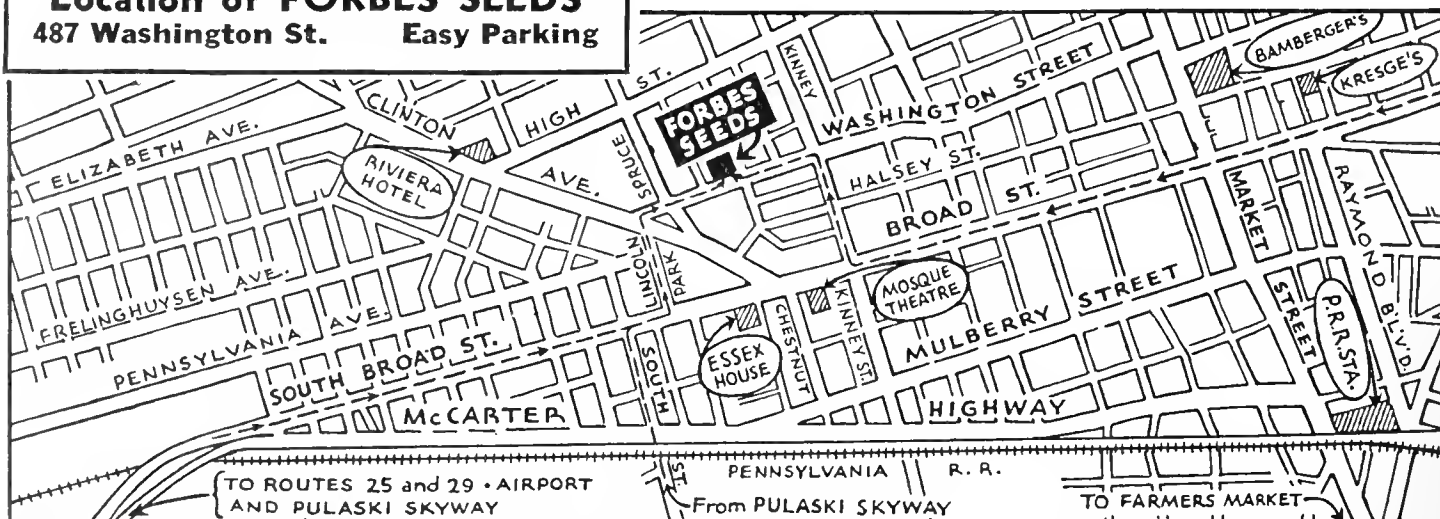 Location of FORBES SEEDS
487 Washington St. Easy Parking
BAMBERGER'S
KRESGE'S
KINNEY
HIGH ST.
CLINTON AVE.
ELIZABETH AVE.
FORBES
SEEDS
WASHINGTON STREET
RIVIERA
HOTEL
SPRUCE
HALSEY ST.
BROAD ST.
MARKET STREET
RAYMOND BL'V'D.
LINCOLN PARK
FRELINGHUYSEN AVE.
PENNSYLVANIA AVE.
MOSQUE
THEATRE
KINNEY ST.
MULBERRY STREET
P.R.R. STA.
CHESTNUT
ESSEX
HOUSE
SOUTH ST.
SOUTH BROAD ST.
McCARTER HIGHWAY
PENNSYLVANIA R. R.
TO ROUTES 25 and 29 • AIRPORT
AND PULASKI SKYWAY
From PULASKI SKYWAY
TO FARMERS MARKET